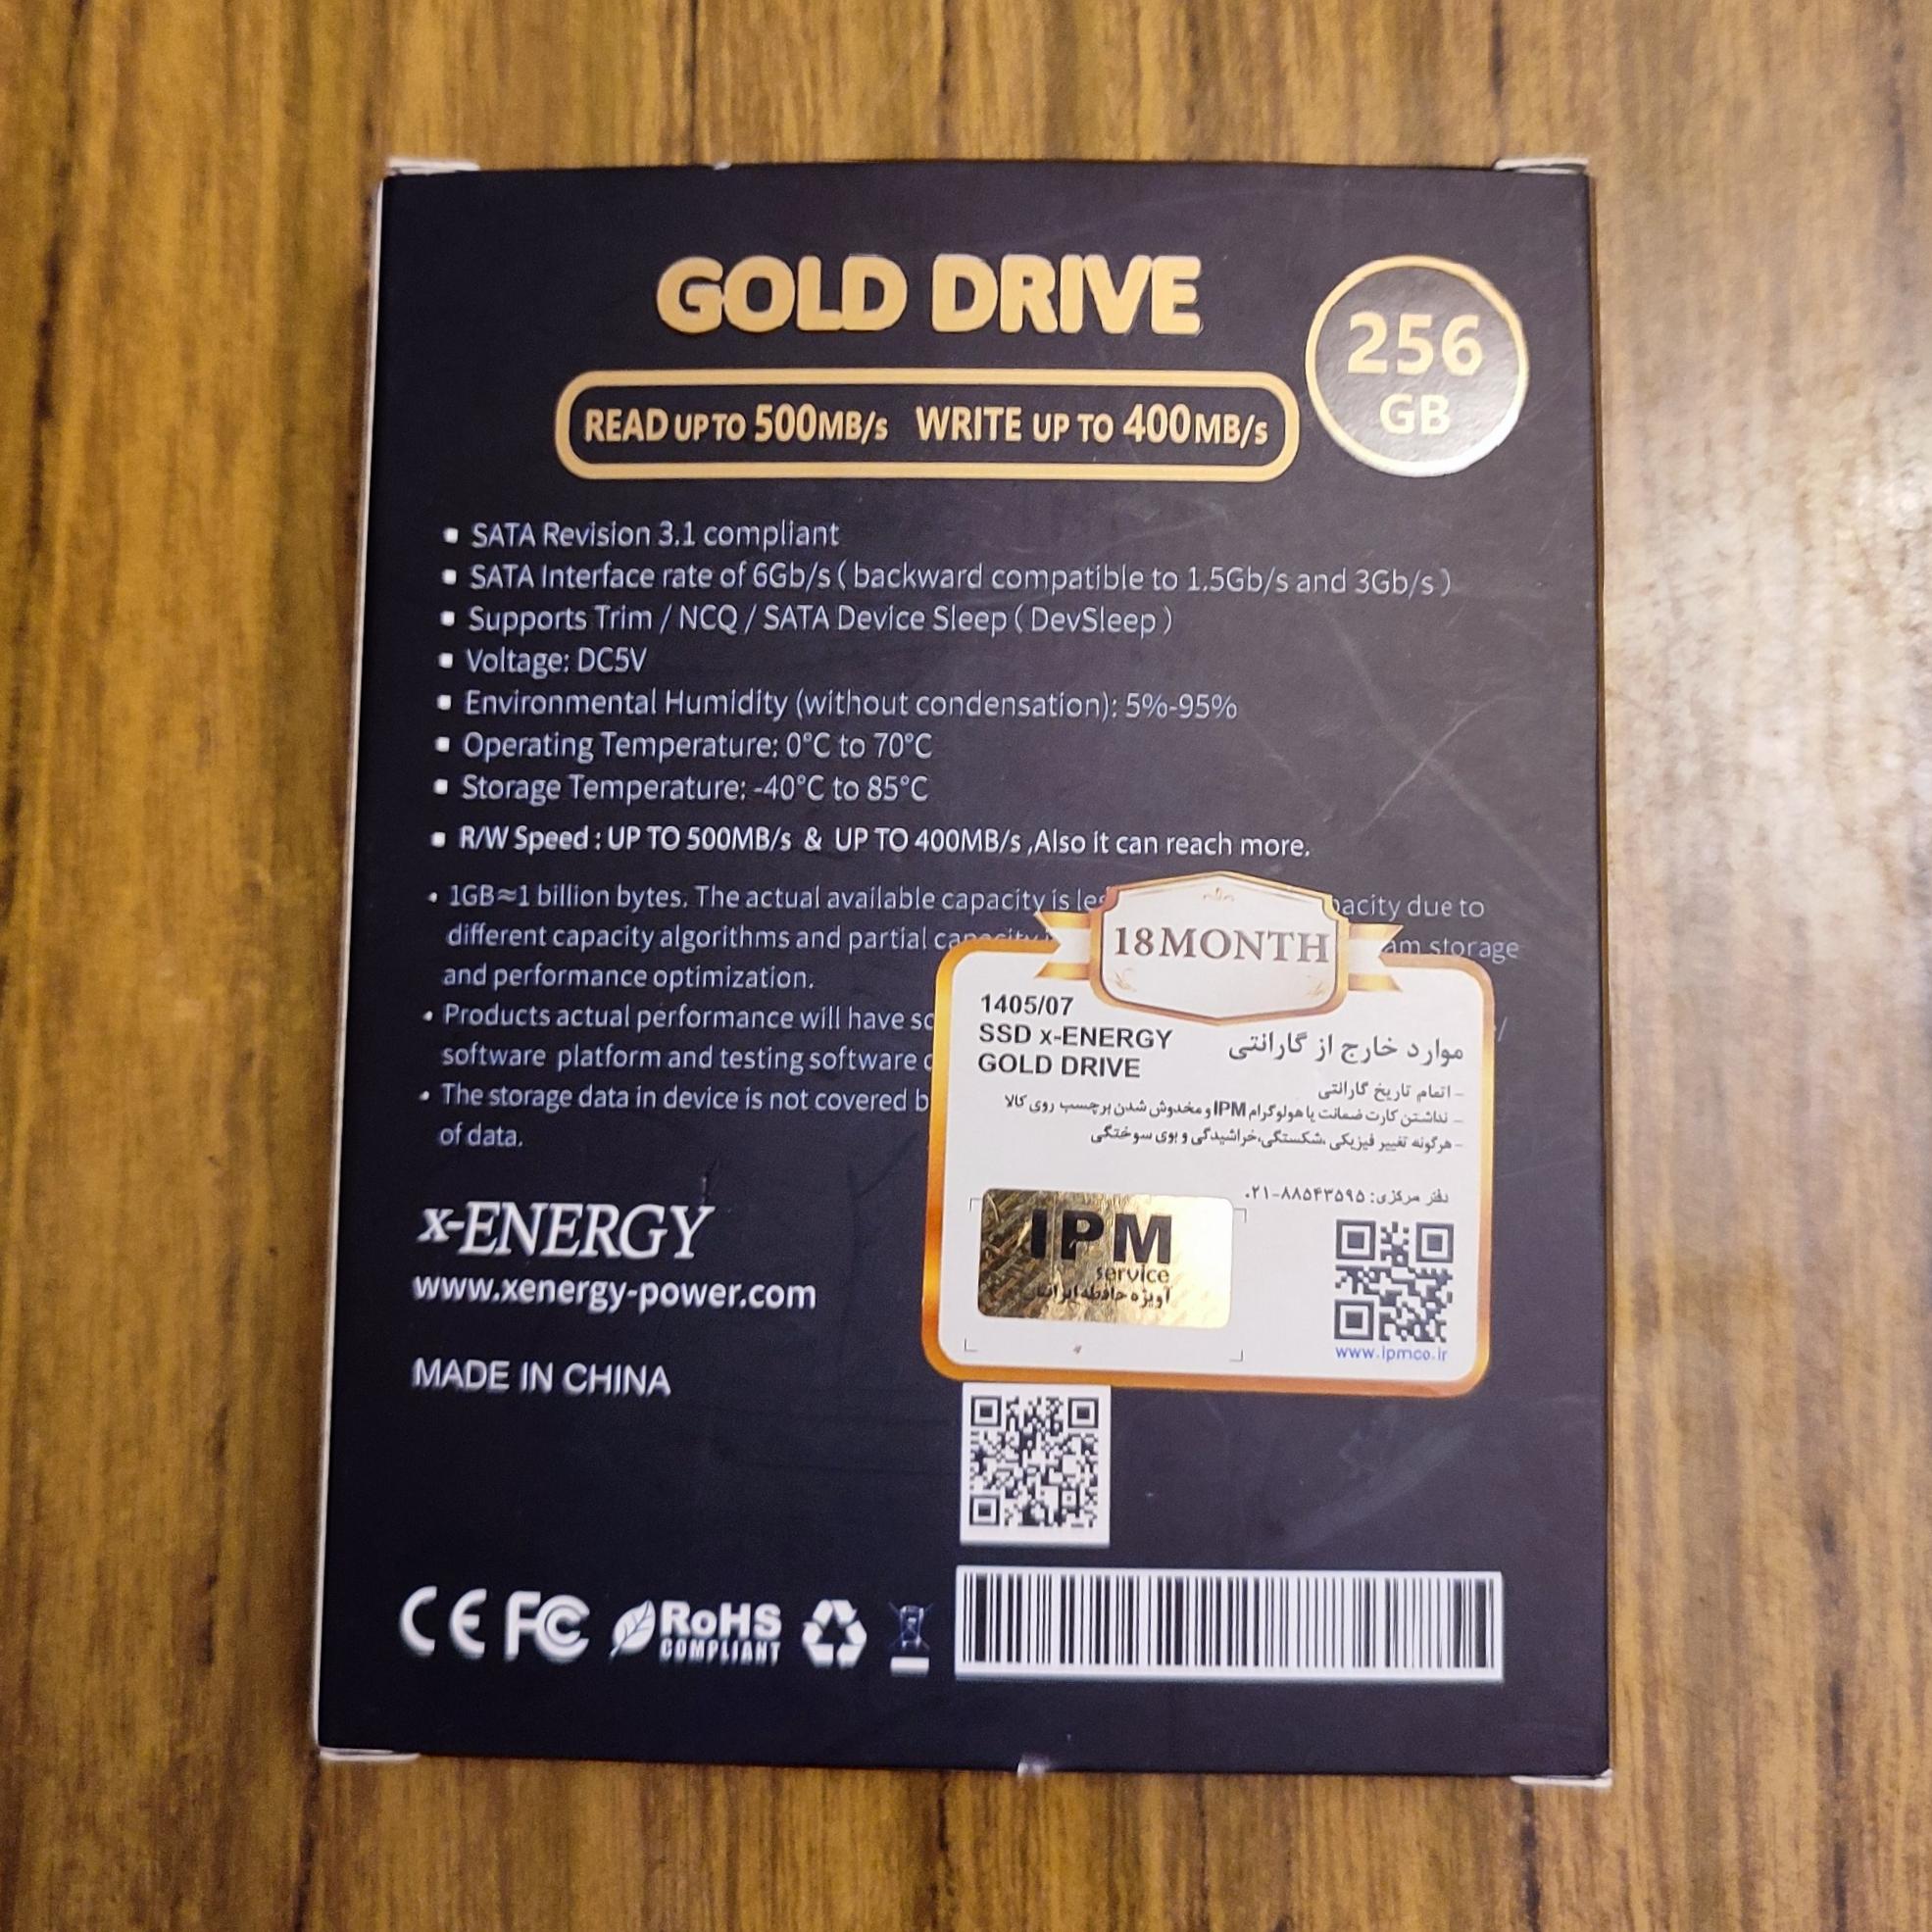 GOLD DRIVE
256
GB
READ UP TO 500MB/s WRITE UP TO 400MB/s
SATA Revision 3.1 compliant
SATA Interface rate of 6Gb/s ( backward compatible to 1.5Gb/s and 3Gb/s )
Supports Trim / NCQ / SATA Device Sleep ( DevSleep )
Voltage: DC5V
Environmental Humidity (without condensation): 5%-95%
Operating Temperature: 0°C to 70°C
Storage Temperature: -40°C to 85°C
R/W Speed : UP TO 500MB/s & UP TO 400MB/s ,Also it can reach more.
1GB≈1 billion bytes. The actual available capacity is due to
different capacity algorithms and partial storage
and performance optimization.
Products actual performance will have
software platform and testing software
The storage data in device is not covered
of data.
18MONTH
1405/07
SSD x-ENERGY
GOLD DRIVE
موارد خارج از گارانتی
- اتمام تاریخ گارانتی
- نداشتن کارت ضمانت یا هولوگرام IPM و مخدوش شدن برچسب روی کالا
- هرگونه تغییر فیزیکی ،شکستگی،خراشیدگی و بوی سوختگی
دفتر مرکزی: ۸۸۵۴۳۵۹۵-۰۲۱
IPM
service
آویژه حافظه ایرانیان
www.ipmco.ir
x-ENERGY
www.xenergy-power.com
MADE IN CHINA
CE FC RoHS
COMPLIANT